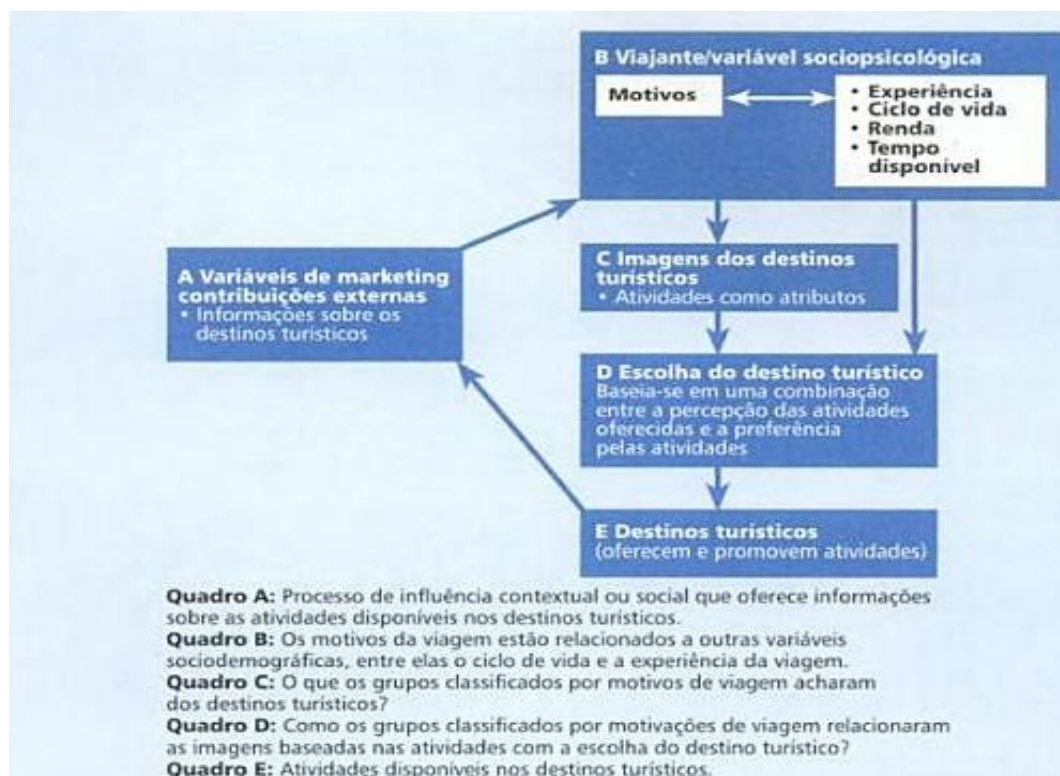 B Viajante/variável sociopsicológica
Motivos
• Experiência
• Ciclo de vida
• Renda
• Tempo
disponível
A Variáveis de marketing
contribuições externas
• Informações sobre os
destinos turísticos
C Imagens dos destinos
turísticos
• Atividades como atributos
D Escolha do destino turístico
Baseia-se em uma combinação
entre a percepção das atividades
oferecidas e a preferência
pelas atividades
E Destinos turísticos
(oferecem e promovem atividades)
Quadro A: Processo de influência contextual ou social que oferece informações
sobre as atividades disponíveis nos destinos turísticos.
Quadro B: Os motivos da viagem estão relacionados a outras variáveis
sociodemográficas, entre elas o ciclo de vida e a experiência da viagem.
Quadro C: O que os grupos classificados por motivos de viagem acharam
dos destinos turísticos?
Quadro D: Como os grupos classificados por motivações de viagem relacionaram
as imagens baseadas nas atividades com a escolha do destino turístico?
Quadro E: Atividades disponíveis nos destinos turísticos.